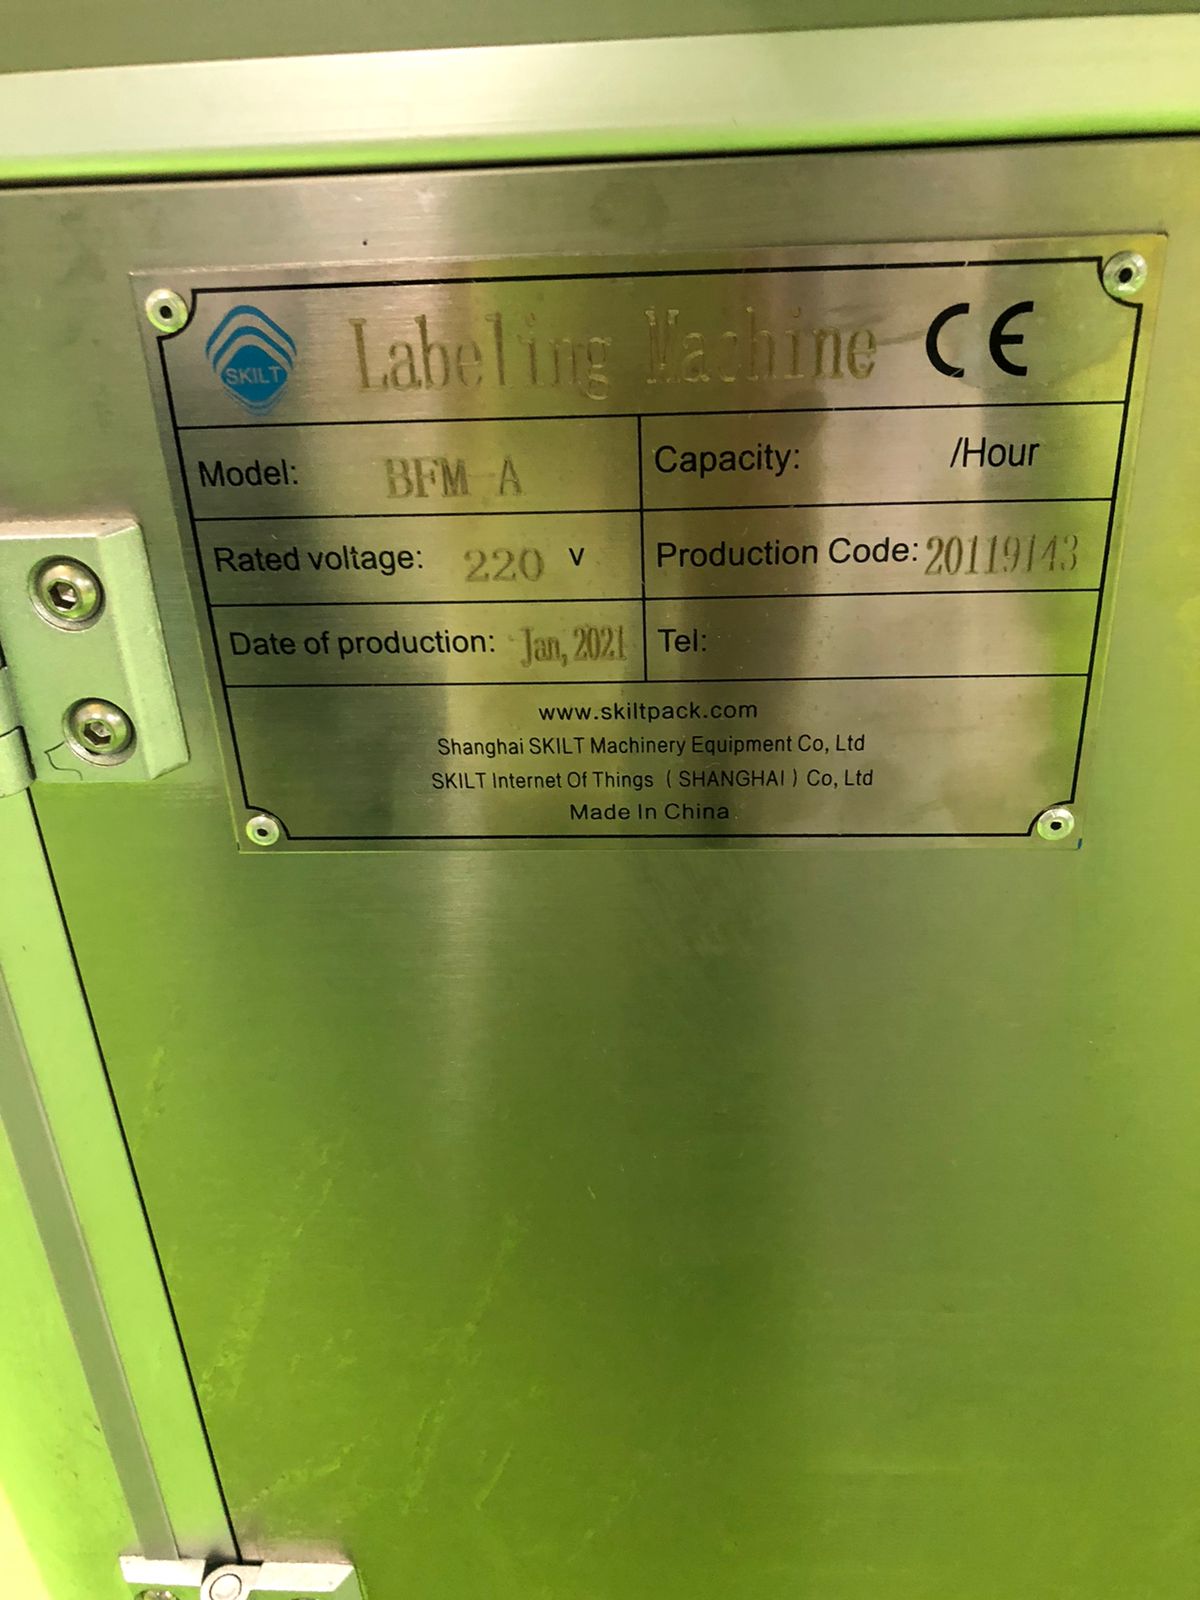 SKILT
Labeling Machine CE
Model: BFM-A
Capacity: /Hour
Rated voltage: 220 V
Production Code: 20119143
Date of production: Jan, 2021
Tel:
www.skiltpack.com
Shanghai SKILT Machinery Equipment Co, Ltd
SKILT Internet Of Things (SHANGHAI) Co, Ltd
Made In China